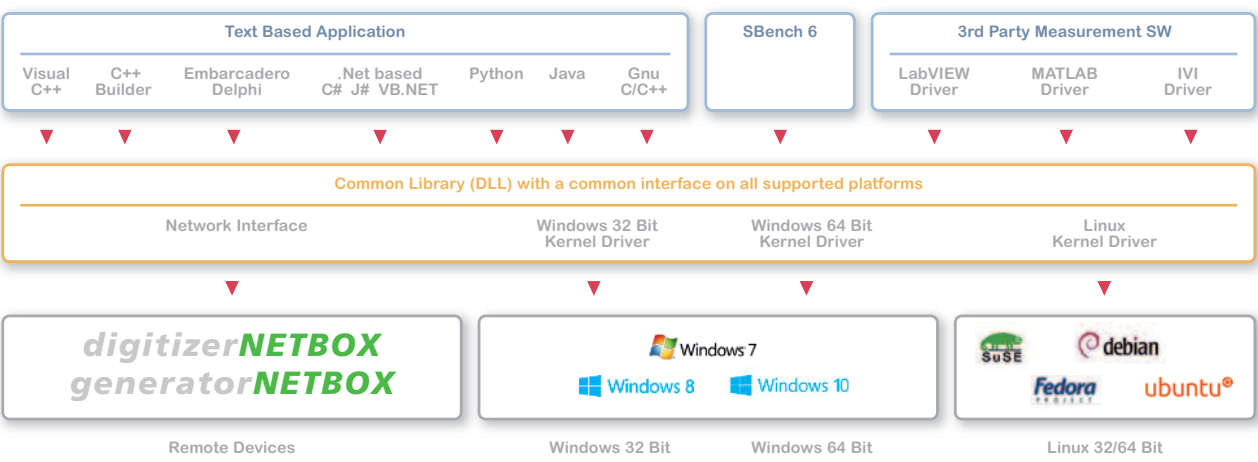 Text Based Application
SBench 6
3rd Party Measurement SW
Visual
C++
C++
Builder
Embarcadero
Delphi
.Net based
C# J# VB.NET
Python
Java
Gnu
C/C++
LabVIEW
Driver
MATLAB
Driver
IVI
Driver
Common Library (DLL) with a common interface on all supported platforms
Network Interface
Windows 32 Bit
Kernel Driver
Windows 64 Bit
Kernel Driver
Linux
Kernel Driver
digitizerNETBOX
generatorNETBOX
Windows 7
Windows 8
Windows 10
SuSE
debian
Fedora
PROJECT
ubuntu
Remote Devices
Windows 32 Bit
Windows 64 Bit
Linux 32/64 Bit